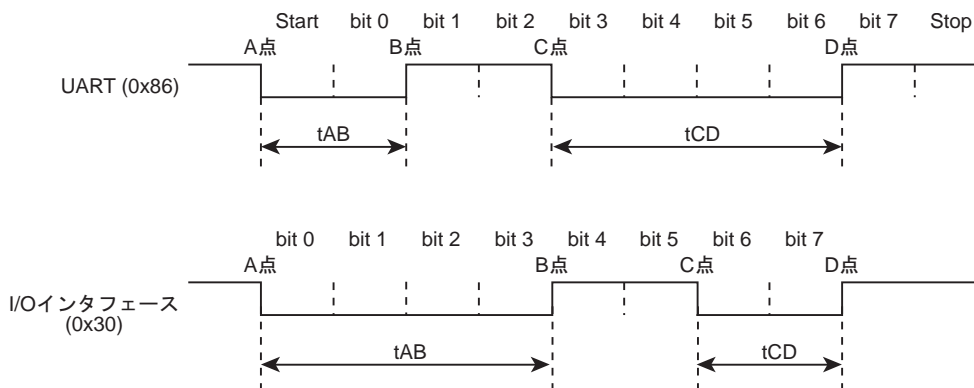 Start bit 0 bit 1 bit 2 bit 3 bit 4 bit 5 bit 6 bit 7 Stop
A点 B点 C点 D点
UART (0x86)
tAB tCD
bit 0 bit 1 bit 2 bit 3 bit 4 bit 5 bit 6 bit 7
A点 B点 C点 D点
I/Oインタフェース
(0x30)
tAB tCD